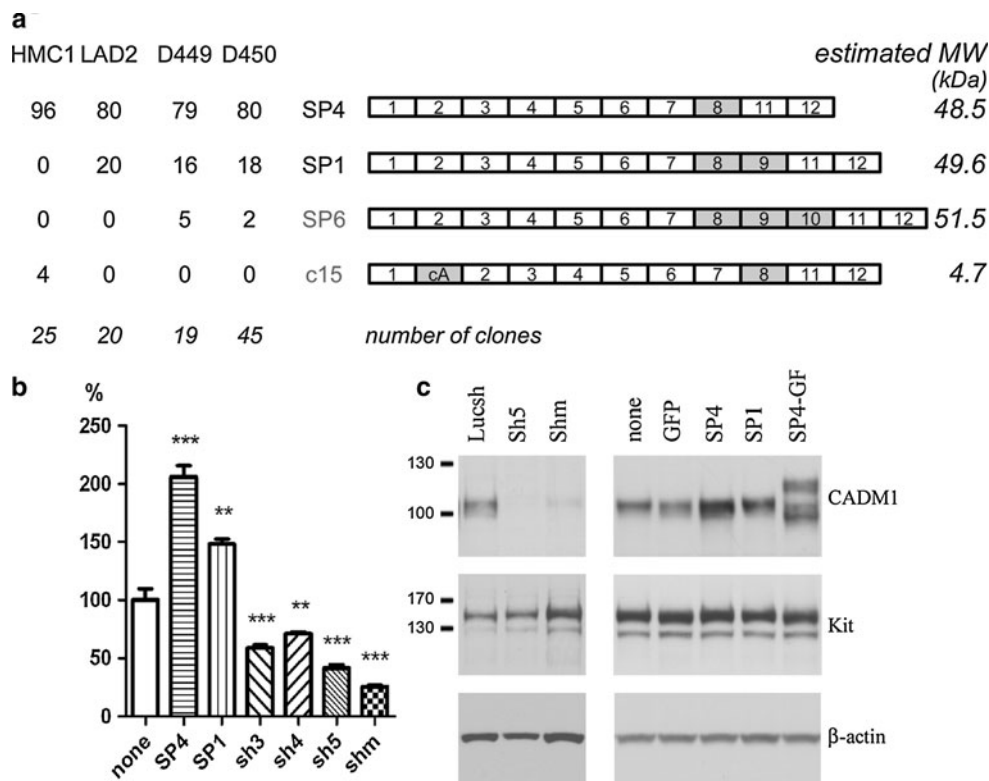 a
HMC1 LAD2 D449 D450 estimated MW
(kDa)
96 80 79 80 SP4 1 2 3 4 5 6 7 8 11 12 48.5
0 20 16 18 SP1 1 2 3 4 5 6 7 8 9 11 12 49.6
0 0 5 2 SP6 1 2 3 4 5 6 7 8 9 10 11 12 51.5
4 0 0 0 c15 1 cA 2 3 4 5 6 7 8 11 12 4.7
25 20 19 45 number of clones
b
%
250
200
150
100
50
0
***
**
***
**
***
***
none SP4 SP1 sh3 sh4 sh5 shm
c
Lucsh Sh5 Shm none GFP SP4 SP1 SP4-GF
130
100
CADM1
170
130
Kit
β-actin